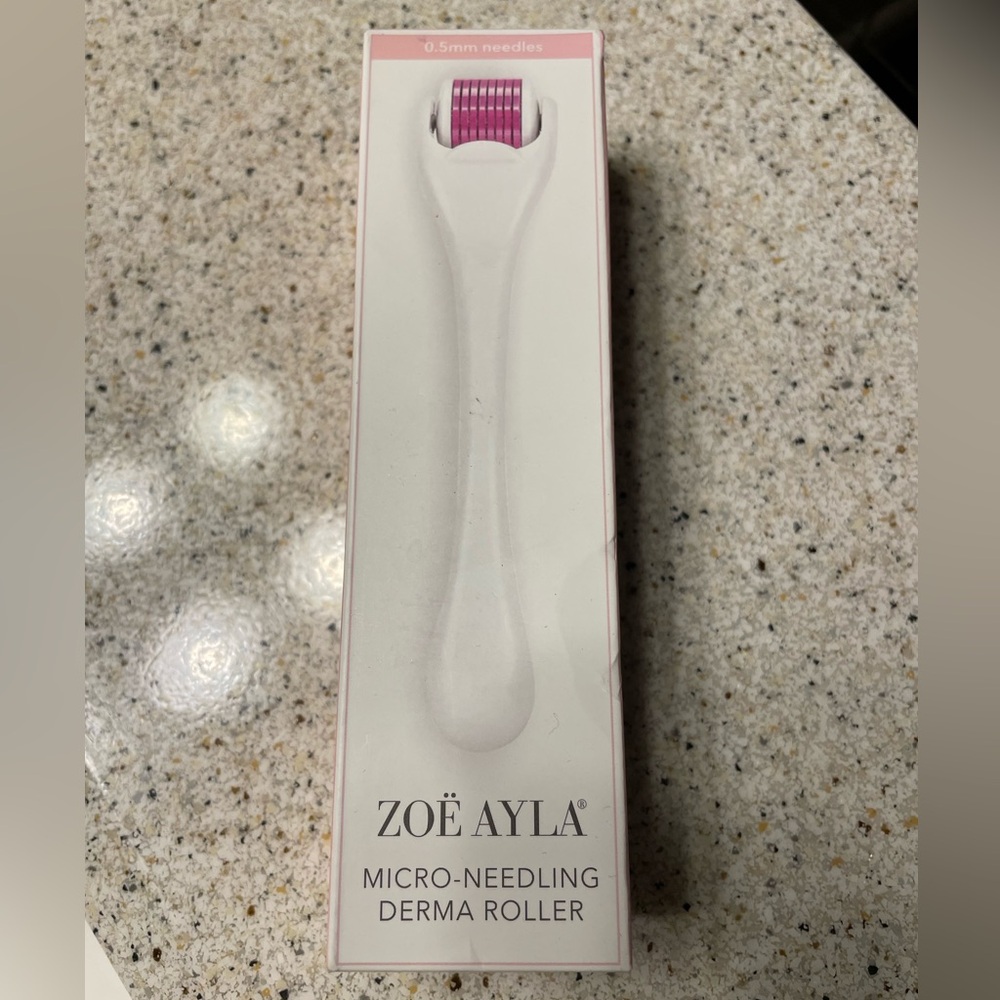 0.5mm needles
ZOË AYLA®
MICRO-NEEDLING
DERMA ROLLER